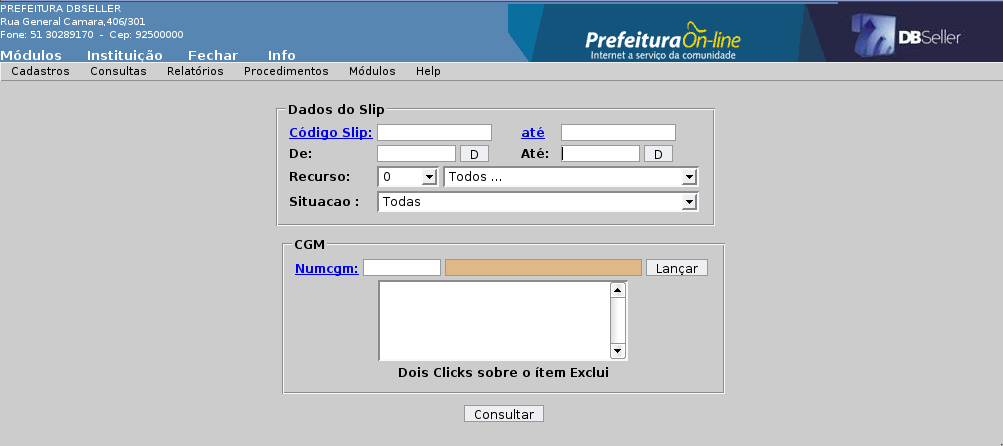 PREFEITURA DBSELLER
Rua General Camara,406/301
Fone: 51 30289170 - Cep: 92500000
Prefeitura On-line
Internet a serviço da comunidade
DBSeller
Módulos Instituição Fechar Info
Cadastros Consultas Relatórios Procedimentos Módulos Help
Dados do Slip
Código Slip: até
De: D Até: D
Recurso: 0 Todos ...
Situacao : Todas
CGM
Numcgm: Lançar
Dois Clicks sobre o ítem Exclui
Consultar